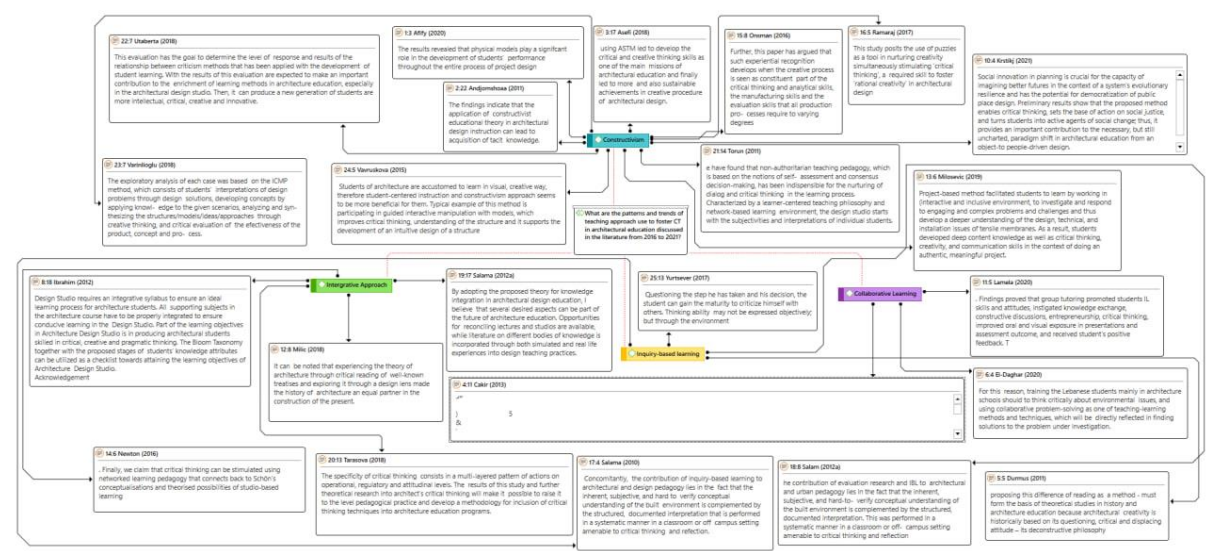 22:7 Utaberta (2018)
This evaluation has the goal to determine the level of response and results of the
relationship between criticism methods that has been applied with the development of
student learning. With the results of this evaluation are expected to make an important
contribution to the enrichment of learning methods in architecture education, especially
in the architectural design studio. Then, it can produce a new generation of students are
more intellectual, critical, creative and innovative.
1:3 Afify (2020)
The results revealed that physical models play a signifcant
role in the development of students' performance
throughout the entire process of project design
2:22 Andjomshoaa (2011)
The findings indicate that the
application of constructivist
educational theory in architectural
design instruction can lead to
acquisition of tacit knowledge.
3:17 Asefi (2018)
using ASTM led to develop the
critical and creative thinking skills as
one of the main missions of
architectural education and finally
led to more and also sustainable
achievements in creative procedure
of architectural design.
15:8 Onsman (2016)
Further, this paper has argued that
such experiential recognition
develops when the creative process
is seen as constituent part of the
critical thinking and analytical skills,
the manufacturing skills and the
evaluation skills that all production
pro- cesses require to varying
degrees
16:5 Ramaraj (2017)
This study posits the use of puzzles
as a tool in nurturing creativity
simultaneously stimulating 'critical
thinking', a required skill to foster
'rational creativity' in architectural
design
10:4 Krstikj (2021)
Social innovation in planning is crucial for the capacity of
imagining better futures in the context of a system's evolutionary
resilience and has the potential for democratization of public
place design. Preliminary results show that the proposed method
enables critical thinking, sets the base of action on social justice,
and turns students into active agents of social change; thus, it
provides an important contribution to the necessary, but still
uncharted, paradigm shift in architectural education from an
object-to people-driven design.
Constructivism
23:7 Varinlioglu (2018)
The exploratory analysis of each case was based on the ICMP
method, which consists of students' interpretations of design
problems through design solutions, developing concepts by
applying knowl- edge to the given scenarios, analyzing and syn-
thesizing the structures/models/ideas/approaches through
creative thinking, and critical evaluation of the effectiveness of the
product, concept and pro- cess.
24:5 Vavruskova (2015)
Students of architecture are accustomed to learn in visual, creative way,
therefore student-centered instruction and constructivism approach seems
to be more beneficial for them. Typical example of this method is
participating in guided interactive manipulation with models, which
improves critical thinking, understanding of the structure and it supports the
development of an intuitive design of a structure
21:14 Torun (2011)
e have found that non-authoritarian teaching pedagogy, which
is based on the notions of self- assessment and consensus
decision-making, has been indispensible for the nurturing of
dialog and critical thinking in the learning process.
Characterized by a learner-centered teaching philosophy and
network-based learning environment, the design studio starts
with the subjectivities and interpretations of individual students.
13:6 Milosevic (2019)
Project-based method facilitated students to learn by working in
(interactive and inclusive environment, to investigate and respond
to engaging and complex problems and challenges and thus
develop a deeper understanding of the design, technical, and
installation issues of tensile membranes. As a result, students
developed deep content knowledge as well as critical thinking,
creativity, and communication skills in the context of doing an
authentic, meaningful project.
What are the patterns and trends of
teaching approach use to foster CT
in architectural education discussed
in the literature from 2016 to 2021?
8:18 Ibrahim (2012)
Design Studio requires an integrative syllabus to ensure an ideal
learning process for architecture students. All supporting subjects in
the architecture course have to be properly integrated to ensure
conducive learning in the Design Studio. Part of the learning objectives
in Architecture Design Studio is in producing architectural students
skilled in critical, creative and pragmatic thinking. The Bloom Taxonomy
together with the proposed stages of students' knowledge attributes
can be utilized as a checklist towards attaining the learning objectives of
Architecture Design Studio.
Acknowledgement
Intergrative Approach
19:17 Salama (2012a)
By adopting the proposed theory for knowledge
integration in architectural design education, I
believe that several desired aspects can be part of
the future of architecture education. Opportunities
for reconciling lectures and studios are available,
while literature on different bodies of knowledge is
incorporated through both simulated and real life
experiences into design teaching practices.
25:13 Yurtsever (2017)
Questioning the step he has taken and his decision, the
student can gain the maturity to criticize himself with
others. Thinking ability may not be expressed objectively;
but through the environment
Collaborative Learning
11:5 Lamela (2020)
. Findings proved that group tutoring promoted students IL
skills and attitudes, instigated knowledge exchange,
constructive discussions, entrepreneurship, critical thinking,
improved oral and visual exposure in presentations and
assessment outcome, and received student's positive
feedback. T
12:8 Milic (2018)
It can be noted that experiencing the theory of
architecture through critical reading of well-known
treatises and exploring it through a design lens made
the history of architecture an equal partner in the
construction of the present.
Inquiry-based learning
4:11 Cakir (2013)
)                5
&
6:4 El-Daghar (2020)
For this reason, training the Lebanese students mainly in architecture
schools should to think critically about environmental issues, and
using collaborative problem-solving as one of teaching-learning
methods and techniques, which will be directly reflected in finding
solutions to the problem under investigation.
14:6 Newton (2016)
. Finally, we claim that critical thinking can be stimulated using
networked learning pedagogy that connects back to Schön's
conceptualisations and theorised possibilities of studio-based
learning
20:13 Tarasova (2018)
The specificity of critical thinking consists in a multi-layered pattern of actions on
operational, regulatory and attitudinal levels. The results of this study and further
theoretical research into architect's critical thinking will make it possible to raise it
to the level pedagogical practice and develop a methodology for inclusion of critical
thinking techniques into architecture education programs.
17:4 Salama (2010)
Concomitantly, the contribution of inquiry-based learning to
architectural and design pedagogy lies in the fact that the
inherent, subjective, and hard to verify conceptual
understanding of the built environment is complemented by
the structured, documented interpretation that is performed
in a systematic manner in a classroom or off campus setting
amenable to critical thinking and reflection.
18:8 Salam (2012a)
he contribution of evaluation research and IBL to architectural
and urban pedagogy lies in the fact that the inherent,
subjective, and hard-to- verify conceptual understanding of
the built environment is complemented by the structured,
documented interpretation. This was performed in a
systematic manner in a classroom or off- campus setting
amenable to critical thinking and reflection
5:5 Durmus (2011)
proposing this difference of reading as a method - must
form the basis of theoretical studies in history and
architecture education because architectural creativity is
historically based on its questioning, critical and displacing
attitude – its deconstructive philosophy